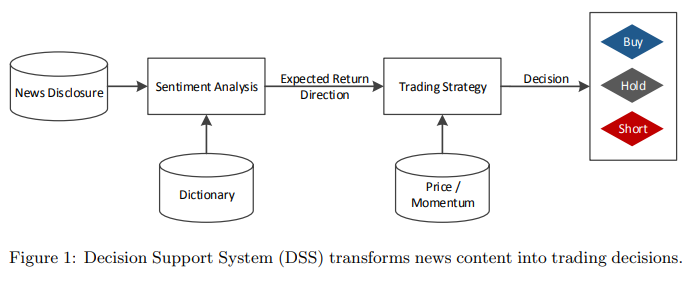 News Disclosure
Sentiment Analysis
Expected Return
Direction
Trading Strategy
Decision
Buy
Hold
Short
Dictionary
Price /
Momentum
Figure 1: Decision Support System (DSS) transforms news content into trading decisions.